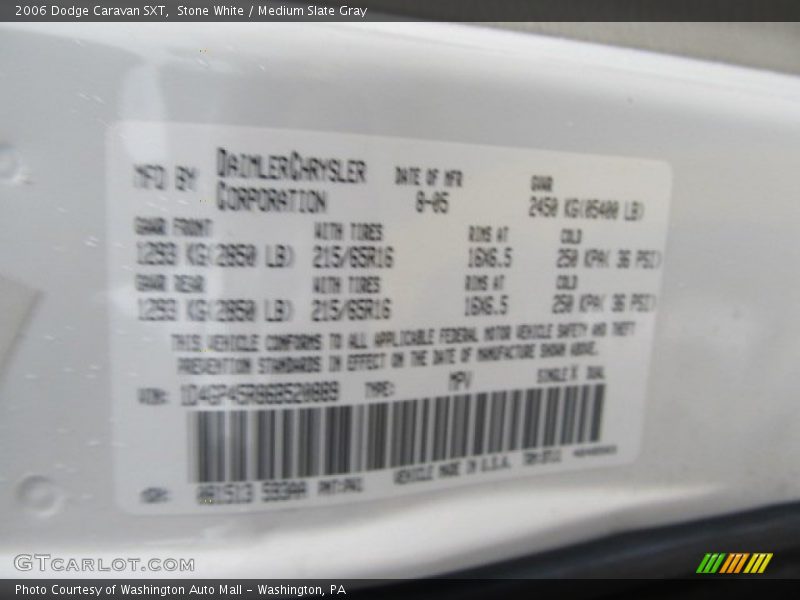 2006 Dodge Caravan SXT,  Stone White / Medium Slate Gray
MFD BY DAIMLERCHRYSLER CORPORATION DATE OF MFR 8-05 GVWR 2450 KG(05400 LB)
GAWR FRONT WITH TIRES RIMS AT COLD
1293 KG(2850 LB) 215/65R16 16X6.5 250 KPA( 36 PSI)
GAWR REAR WITH TIRES RIMS AT COLD
1293 KG(2850 LB) 215/65R16 16X6.5 250 KPA( 36 PSI)
THIS VEHICLE CONFORMS TO ALL APPLICABLE FEDERAL MOTOR VEHICLE SAFETY AND THEFT
PREVENTION STANDARDS IN EFFECT ON THE DATE OF MANUFACTURE SHOWN ABOVE.
VIN: TYPE: MPV SINGLE X DUAL
MDH: PNT:PW1 VEHICLE MADE IN U.S.A.
GTCARLOT.COM
Photo Courtesy of Washington Auto Mall - Washington, PA